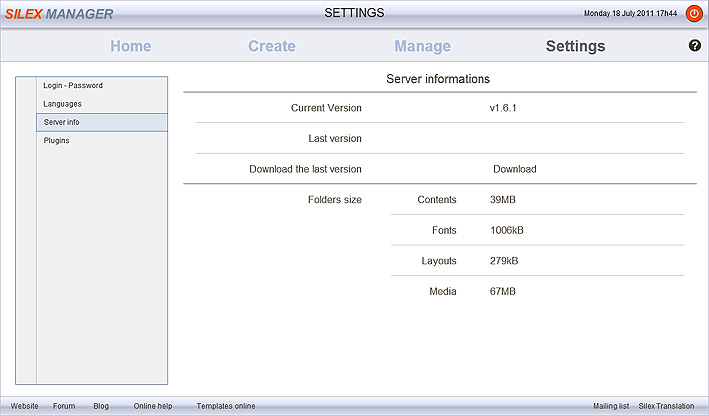 SILEX MANAGER
SETTINGS
Monday 18 July 2011 17h44
Home Create Manage Settings ?
Login - Password
Languages
Server info
Plugins
Server informations
Current Version v1.6.1
Last version
Download the last version Download
Folders size Contents 39MB
Fonts 1006kB
Layouts 279kB
Media 67MB
Website Forum Blog Online help Templates online Mailing list Silex Translation